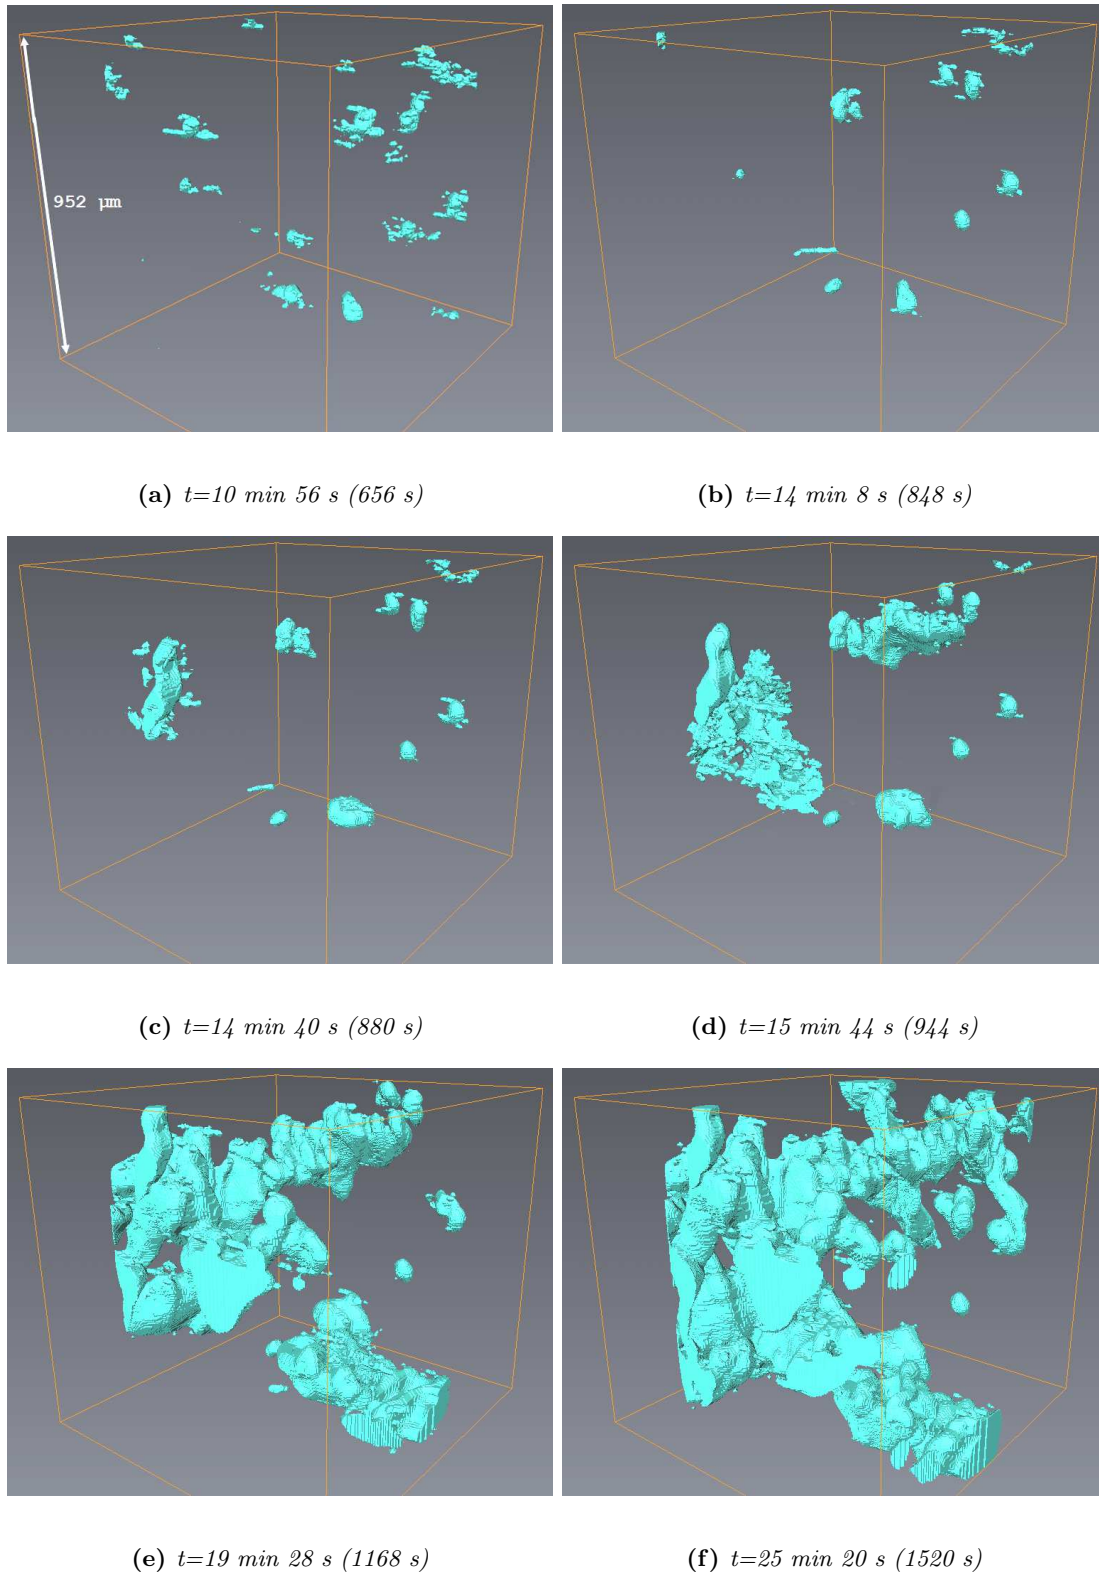 952 µm
(a) t=10 min 56 s (656 s)
(b) t=14 min 8 s (848 s)
(c) t=14 min 40 s (880 s)
(d) t=15 min 44 s (944 s)
(e) t=19 min 28 s (1168 s)
(f) t=25 min 20 s (1520 s)